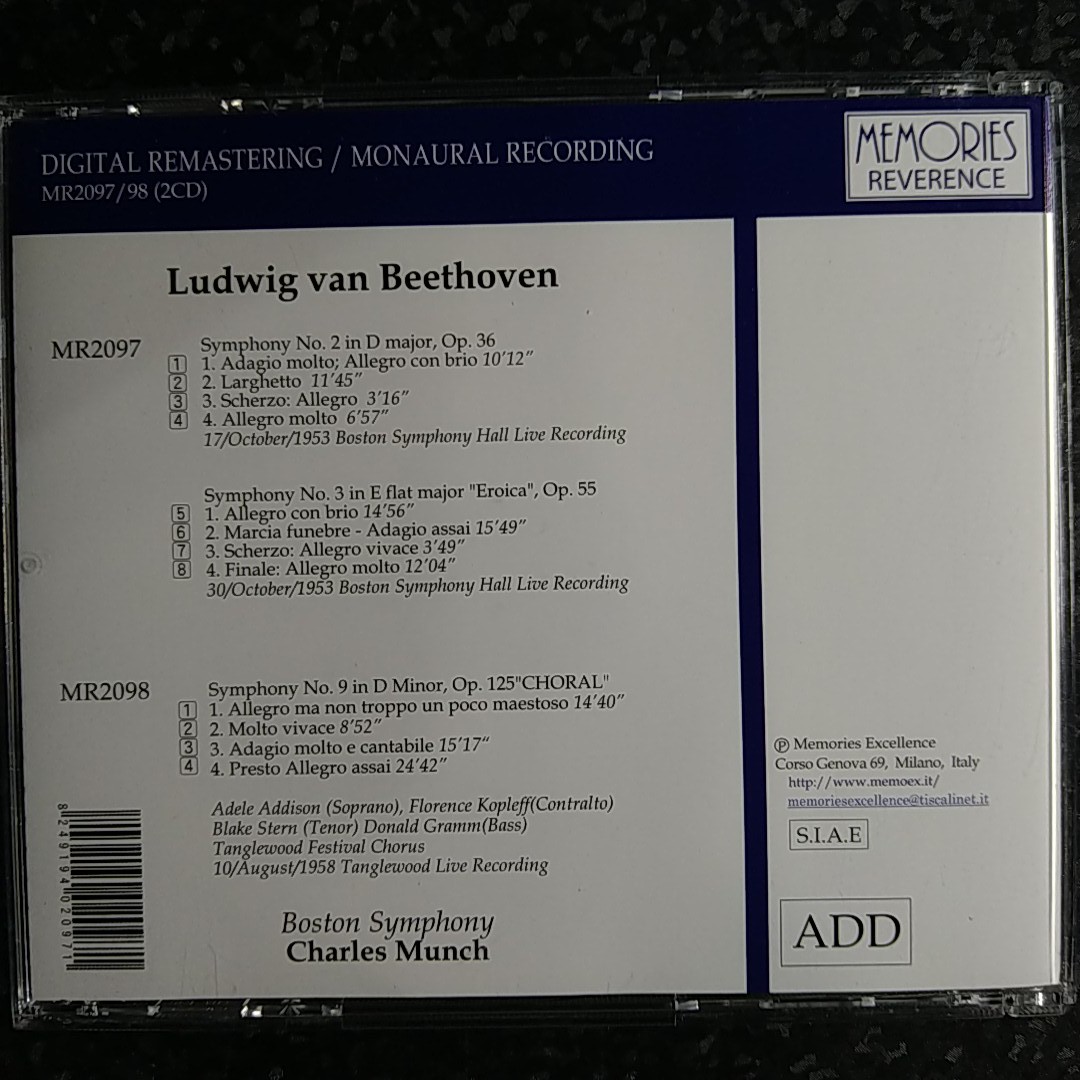 DIGITAL REMASTERING / MONAURAL RECORDING
MR2097/98 (2CD)
MEMORIES
REVERENCE
Ludwig van Beethoven
MR2097
Symphony No. 2 in D major, Op. 36
1 1. Adagio molto; Allegro con brio 10'12"
2 2. Larghetto 11'45"
3 3. Scherzo: Allegro 3'16"
4 4. Allegro molto 6'57"
17/October/1953 Boston Symphony Hall Live Recording
Symphony No. 3 in E flat major "Eroica", Op. 55
5 1. Allegro con brio 14'56"
6 2. Marcia funebre - Adagio assai 15'49"
7 3. Scherzo: Allegro vivace 3'49"
8 4. Finale: Allegro molto 12'04"
30/October/1953 Boston Symphony Hall Live Recording
MR2098
Symphony No. 9 in D Minor, Op. 125"CHORAL"
1 1. Allegro ma non troppo un poco maestoso 14'40"
2 2. Molto vivace 8'52"
3 3. Adagio molto e cantabile 15'17"
4 4. Presto Allegro assai 24'42"
Adele Addison (Soprano), Florence Kopleff(Contralto)
Blake Stern (Tenor) Donald Gramm(Bass)
Tanglewood Festival Chorus
10/August/1958 Tanglewood Live Recording
Boston Symphony
Charles Munch
8 249194 020971
℗ Memories Excellence
Corso Genova 69, Milano, Italy
http://www.memoex.it/
memoriesexcellence@tiscalinet.it
S.I.A.E
ADD